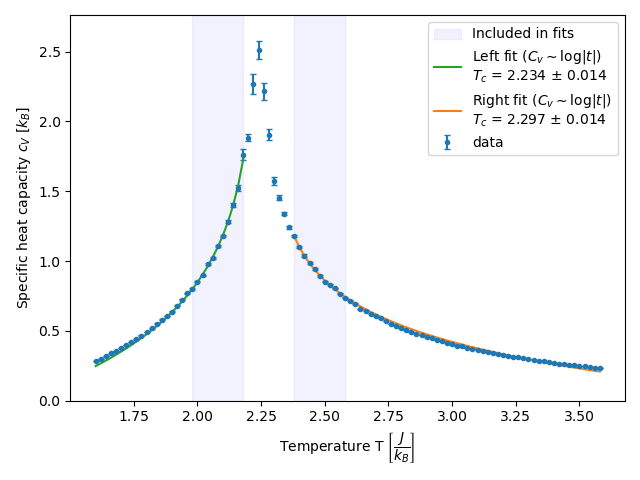 2.5
2.0
1.5
1.0
0.5
0.0
Specific heat capacity c_V [k_B]
Included in fits
Left fit (C_v ~ log|t|)
T_c = 2.234 ± 0.014
Right fit (C_v ~ log|t|)
T_c = 2.297 ± 0.014
data
1.75 2.00 2.25 2.50 2.75 3.00 3.25 3.50
Temperature T [J/k_B]